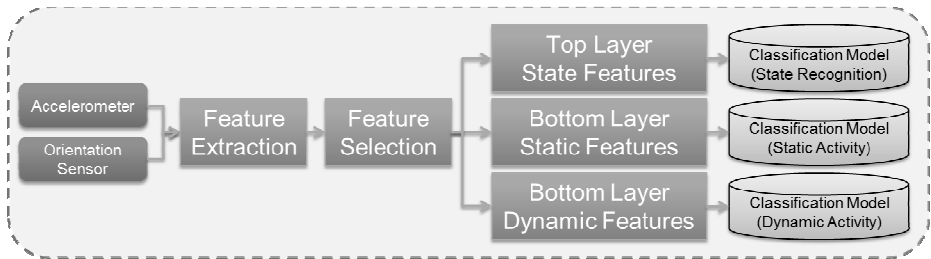 Accelerometer
Orientation
Sensor
Feature
Extraction
Feature
Selection
Top Layer
State Features
Classification Model
(State Recognition)
Bottom Layer
Static Features
Classification Model
(Static Activity)
Bottom Layer
Dynamic Features
Classification Model
(Dynamic Activity)